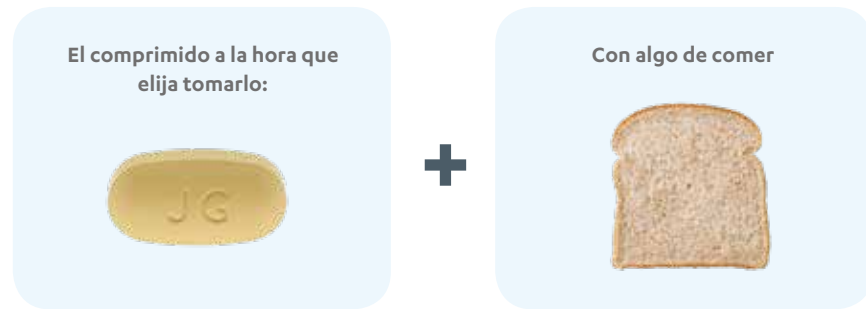 El comprimido a la hora que
elija tomarlo:
Con algo de comer
JG